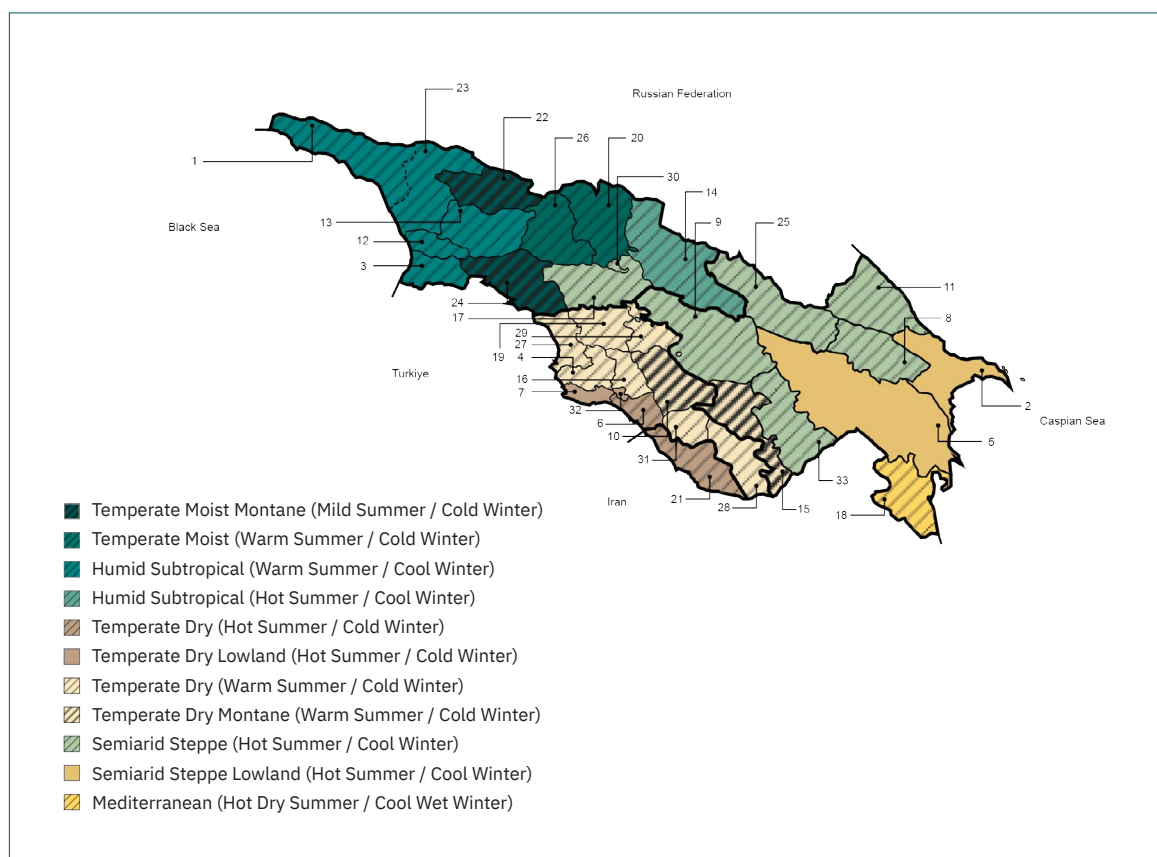 23
Russian Federation
22
26
20
1
30
14
9
25
13
Black Sea
12
3
11
24
8
17
29
19
27
4
Turkiye
16
7
2
32
Caspian Sea
6
5
10
31
33
Iran
21
28
15
18
Temperate Moist Montane (Mild Summer / Cold Winter)
Temperate Moist (Warm Summer / Cold Winter)
Humid Subtropical (Warm Summer / Cool Winter)
Humid Subtropical (Hot Summer / Cool Winter)
Temperate Dry (Hot Summer / Cold Winter)
Temperate Dry Lowland (Hot Summer / Cold Winter)
Temperate Dry (Warm Summer / Cold Winter)
Temperate Dry Montane (Warm Summer / Cold Winter)
Semiarid Steppe (Hot Summer / Cool Winter)
Semiarid Steppe Lowland (Hot Summer / Cool Winter)
Mediterranean (Hot Dry Summer / Cool Wet Winter)